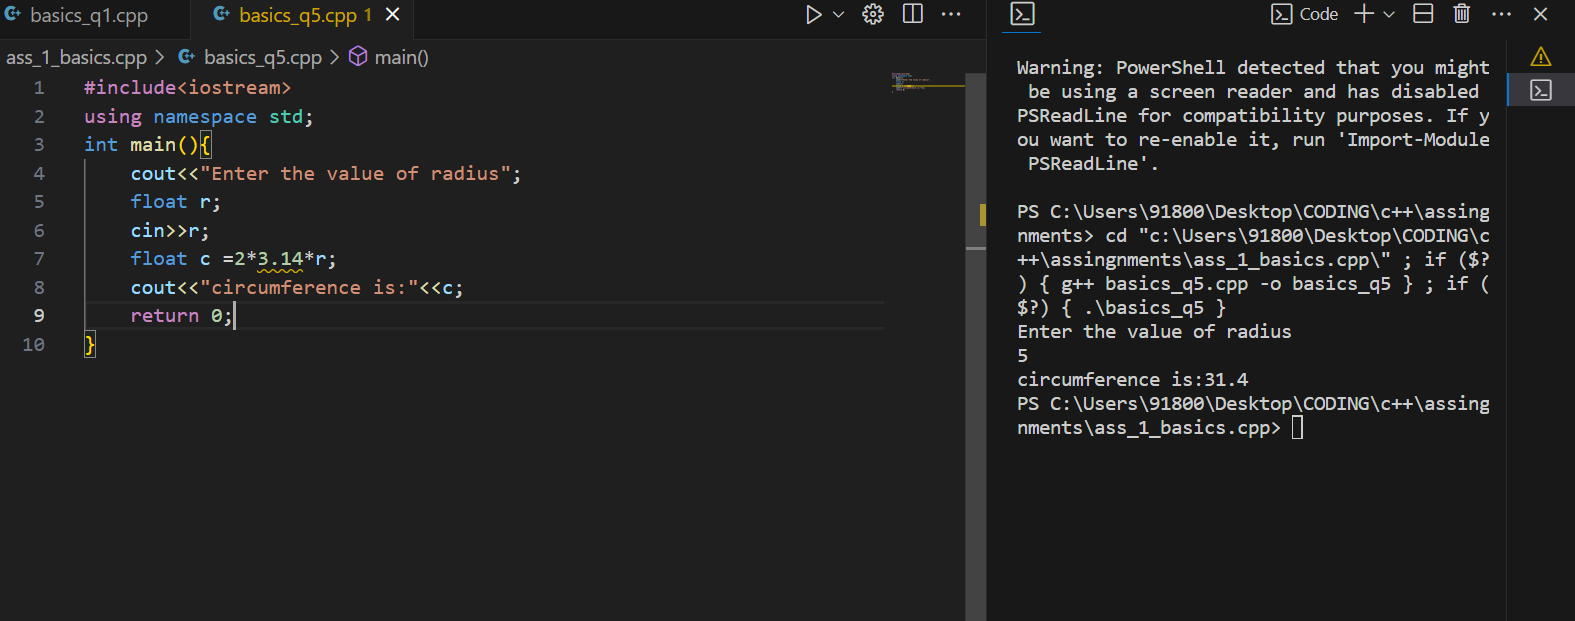 basics_q1.cpp
basics_q5.cpp 1
ass_1_basics.cpp > basics_q5.cpp > main()
1 #include<iostream>
2 using namespace std;
3 int main(){
4 cout<<"Enter the value of radius";
5 float r;
6 cin>>r;
7 float c =2*3.14*r;
8 cout<<"circumference is:"<<c;
9 return 0;
10 }
Code
Warning: PowerShell detected that you might
be using a screen reader and has disabled
PSReadLine for compatibility purposes. If y
ou want to re-enable it, run 'Import-Module
PSReadLine'.
PS C:\Users\91800\Desktop\CODING\c++\assing
nments> cd "c:\Users\91800\Desktop\CODING\c
++\assingnments\ass_1_basics.cpp\" ; if ($?
) { g++ basics_q5.cpp -o basics_q5 } ; if (
$?) { .\basics_q5 }
Enter the value of radius
5
circumference is:31.4
PS C:\Users\91800\Desktop\CODING\c++\assing
nments\ass_1_basics.cpp>